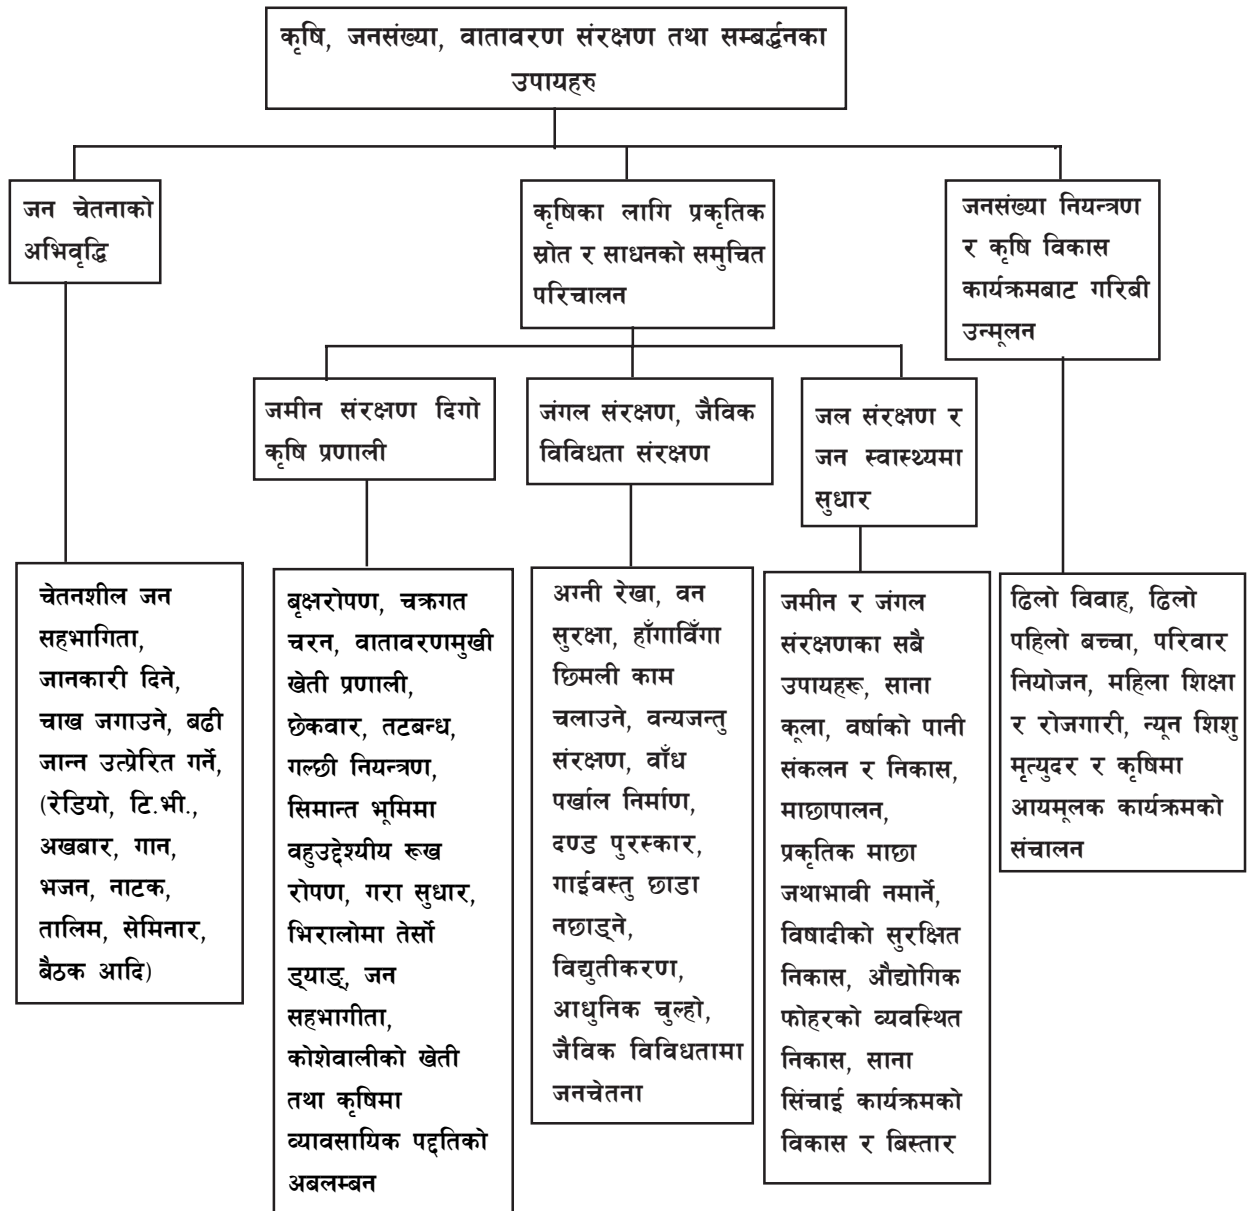 कृषि, जनसंख्या, वातावरण संरक्षण तथा सम्बर्द्धनका
उपायहरु
जन चेतनाको
अभिवृद्धि
कृषिका लागि प्रकृतिक
स्रोत र साधनको समुचित
परिचालन
जनसंख्या नियन्त्रण
र कृषि विकास
कार्यक्रमबाट गरिबी
उन्मूलन
जमीन संरक्षण दिगो
कृषि प्रणाली
जंगल संरक्षण, जैविक
विविधता संरक्षण
जल संरक्षण र
जन स्वास्थ्यमा
सुधार
चेतनशील जन
सहभागिता,
जानकारी दिने,
चाख जगाउने, बढी
जान्न उत्प्रेरित गर्ने,
(रेडियो, टि.भी.,
अखबार, गान,
भजन, नाटक,
तालिम, सेमिनार,
बैठक आदि)
बृक्षरोपण, चक्रगत
चरन, वातावरणमुखी
खेती प्रणाली,
छेकवार, तटबन्ध,
गल्छी नियन्त्रण,
सिमान्त भूमिमा
वहुउद्देश्यीय रूख
रोपण, गरा सुधार,
भिरालोमा तेर्सो
ड्याङ्, जन
सहभागीता,
कोशेवालीको खेती
तथा कृषिमा
व्यावसायिक पद्दतिको
अबलम्बन
अग्नी रेखा, वन
सुरक्षा, हाँगाविँगा
छिमली काम
चलाउने, वन्यजन्तु
संरक्षण, वाँध
पर्खाल निर्माण,
दण्ड पुरस्कार,
गाईवस्तु छाडा
नछाड्ने,
विद्युतीकरण,
आधुनिक चुल्हो,
जैविक विविधतामा
जनचेतना
जमीन र जंगल
संरक्षणका सबै
उपायहरू, साना
कूला, वर्षाको पानी
संकलन र निकास,
माछापालन,
प्रकृतिक माछा
जथाभावी नमार्ने,
विषादीको सुरक्षित
निकास, औद्योगिक
फोहरको व्यवस्थित
निकास, साना
सिंचाई कार्यक्रमको
विकास र बिस्तार
ढिलो विवाह, ढिलो
पहिलो बच्चा, परिवार
नियोजन, महिला शिक्षा
र रोजगारी, न्यून शिशु
मृत्युदर र कृषिमा
आयमूलक कार्यक्रमको
संचालन